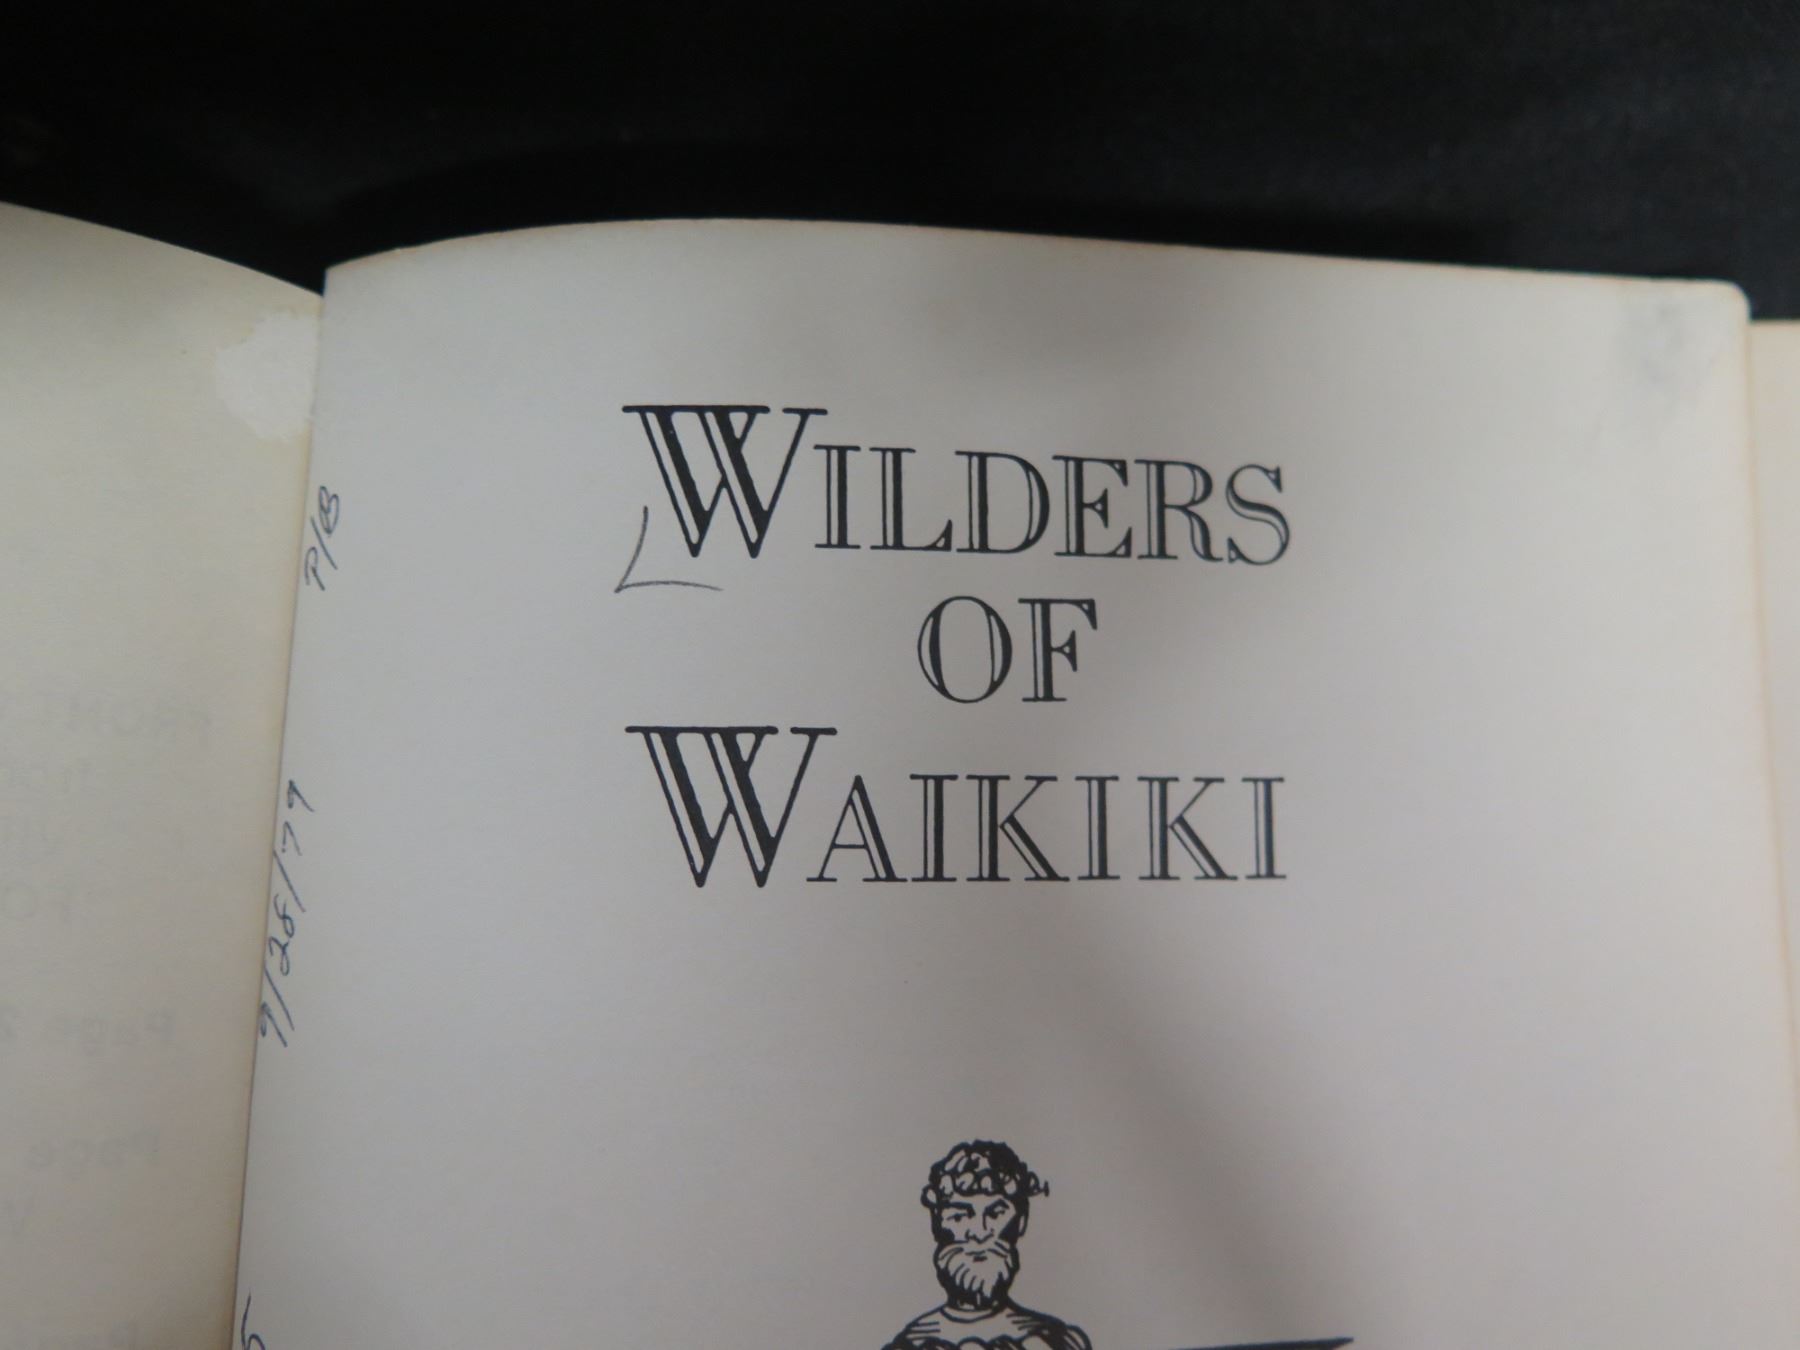 WILDERS
OF
WAIKIKI
P/B
9/28/79